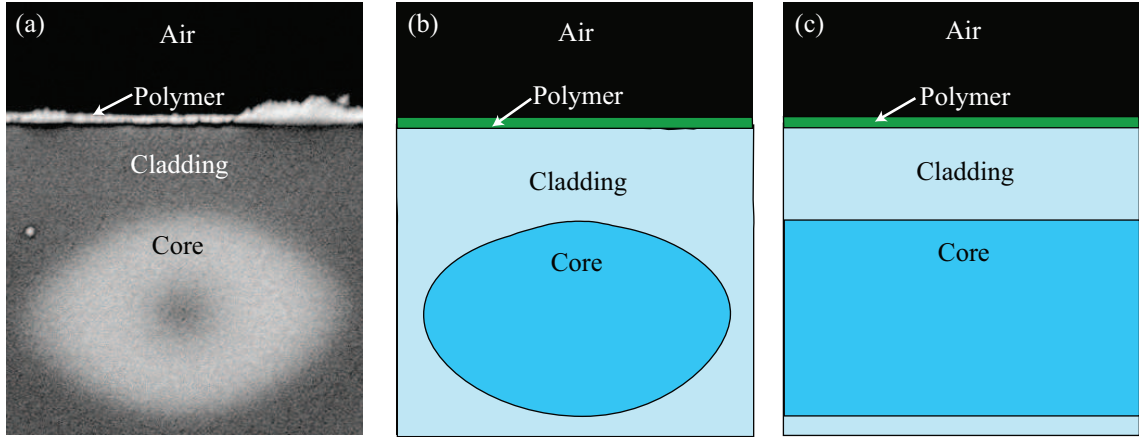 (a)
Air
Polymer
Cladding
Core
(b)
Air
Polymer
Cladding
Core
(c)
Air
Polymer
Cladding
Core